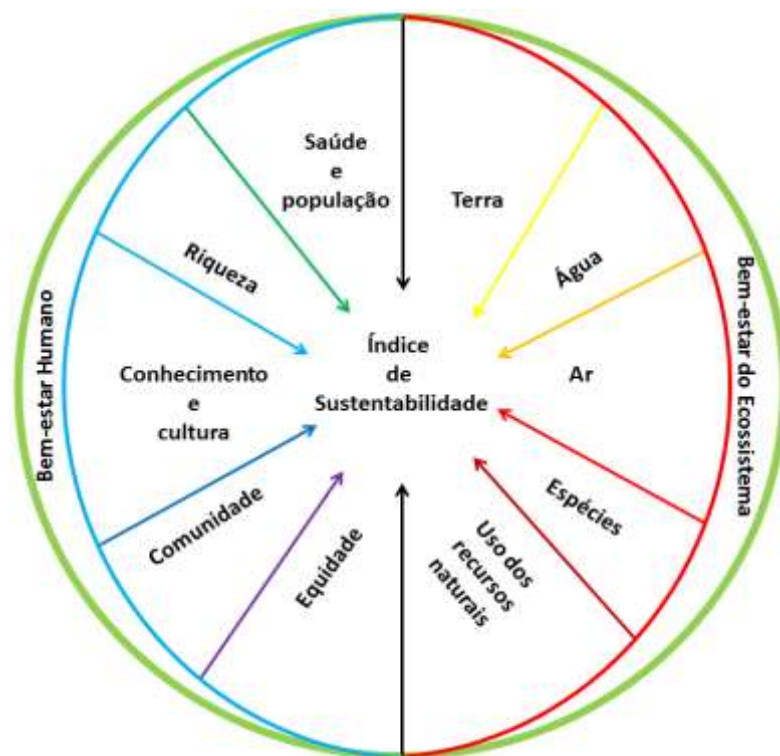 Saúde
e
população
Terra
Riqueza
Água
Bem-estar Humano
Índice
de
Sustentabilidade
Conhecimento
e
cultura
Ar
Bem-estar do Ecossistema
Comunidade
Espécies
Equidade
Uso dos
recursos
naturais